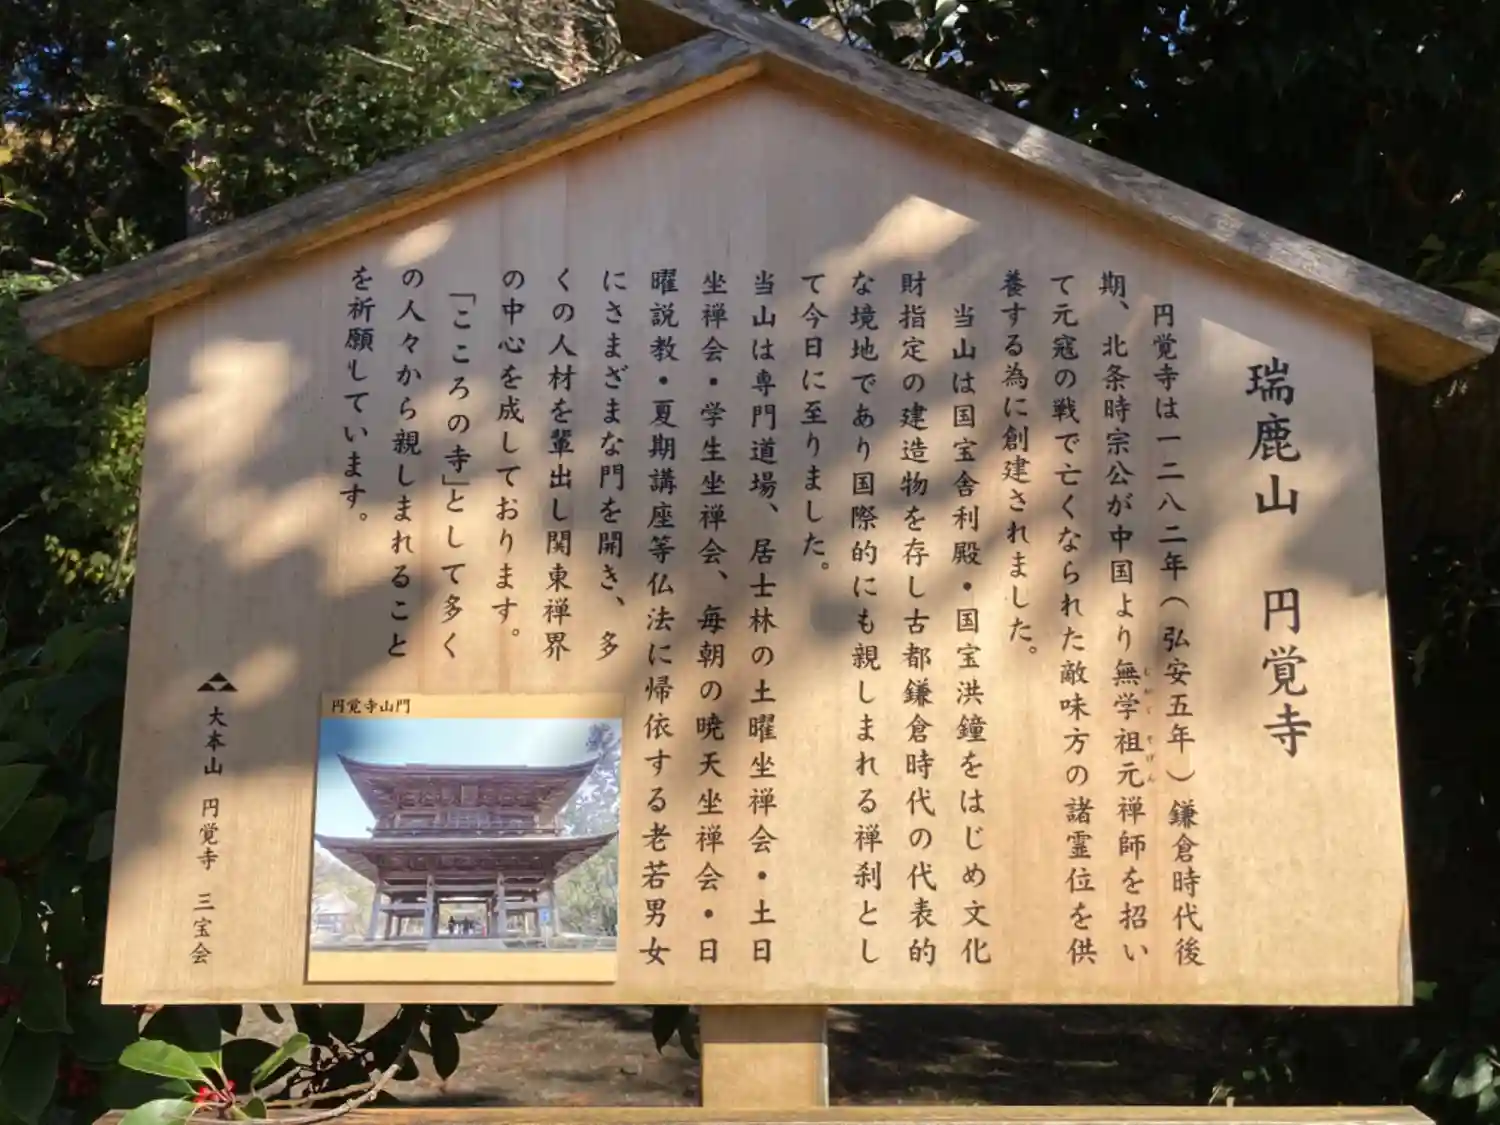 瑞鹿山　円覚寺
円覚寺は一二八二年（弘安五年）鎌倉時代後
期、北条時宗公が中国より無学祖元禅師を招い
むがく　そげん
て元寇の戦で亡くなられた敵味方の諸霊位を供
養する為に創建されました。
当山は国宝舎利殿・国宝洪鐘をはじめ文化
財指定の建造物を存し古都鎌倉時代の代表的
な境地であり国際的にも親しまれる禅刹とし
て今日に至りました。
当山は専門道場、居士林の土曜坐禅会・土日
坐禅会・学生坐禅会、毎朝の暁天坐禅会・日
曜説教・夏期講座等仏法に帰依する老若男女
にさまざまな門を開き、多
くの人材を輩出し関東禅界
の中心を成しております。
「こころの寺」として多く
の人々から親しまれること
を祈願しています。
円覚寺山門
大本山　円覚寺　三宝会